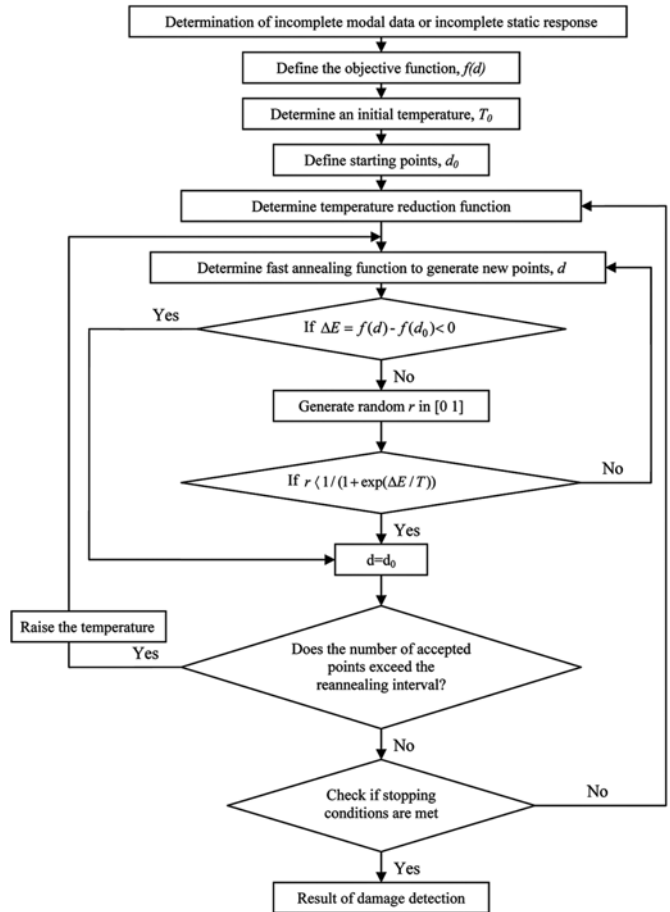 Determination of incomplete modal data or incomplete static response
Define the objective function, f(d)
Determine an initial temperature, T₀
Define starting points, d₀
Determine temperature reduction function
Determine fast annealing function to generate new points, d
Yes
If ΔE = f(d) - f(d₀) < 0
No
Generate random r in [0 1]
If r ⟨ 1/(1+exp(ΔE/T))
No
Yes
d=d₀
Raise the temperature
Yes
Does the number of accepted
points exceed the
reannealing interval?
No
Check if stopping
conditions are met
No
Yes
Result of damage detection